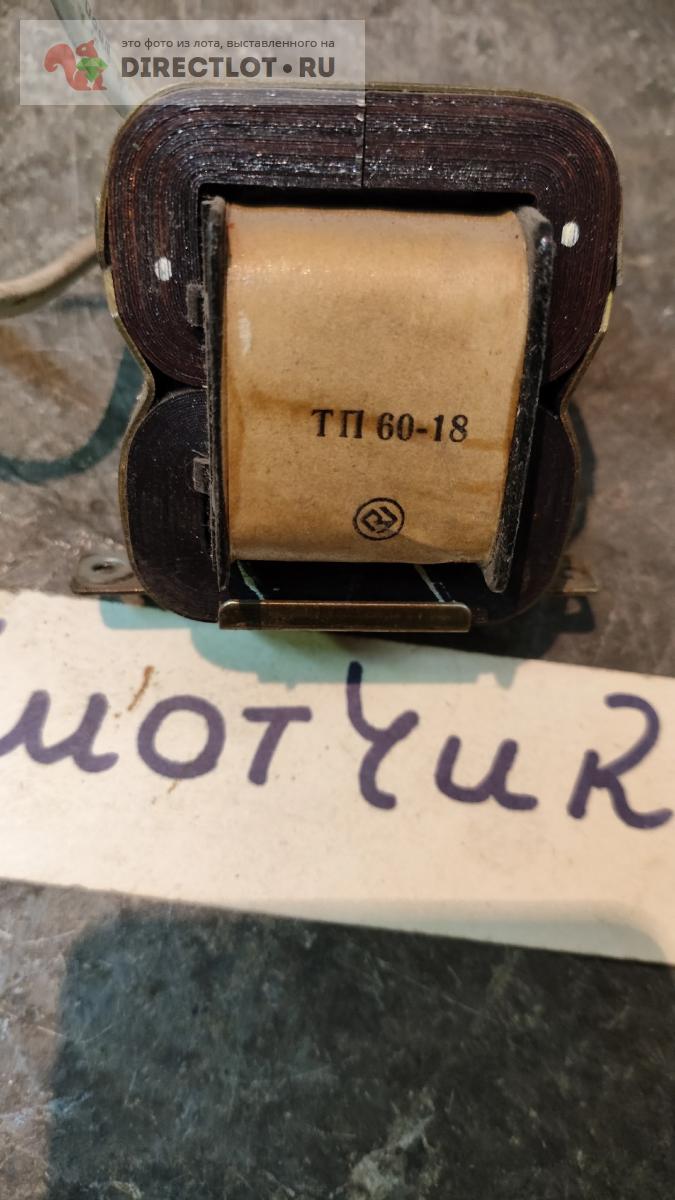 это фото из лота, выставленного на
DIRECTLOT.RU
ТП 60-18
мотчик